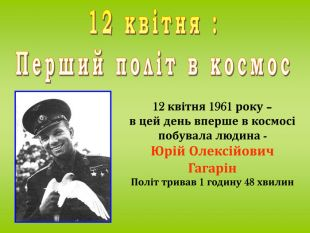 12 квітня :
Перший політ в космос
12 квітня 1961 року –
в цей день вперше в космосі
побувала людина -
Юрій Олексійович
Гагарін
Політ тривав 1 годину 48 хвилин